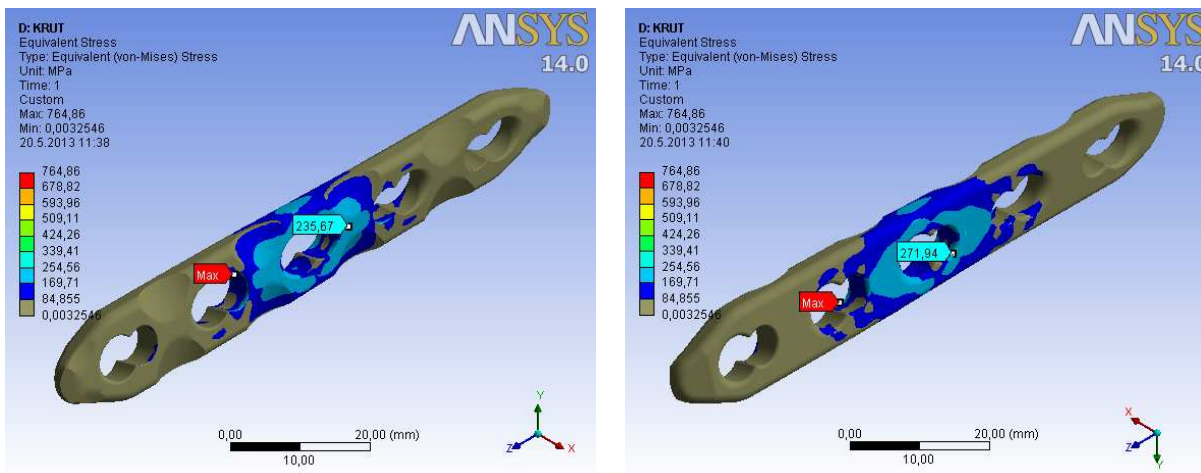 D: KRUT
Equivalent Stress
Type: Equivalent (von-Mises) Stress
Unit: MPa
Time: 1
Custom
Max: 764,86
Min: 0,0032546
20.5.2013 11:38
ANSYS
14.0
764,86
678,82
593,96
509,11
424,26
339,41
254,56
169,71
84,855
0,0032546
235,67
Max
0,00
20,00 (mm)
10,00
Y
Z
X
D: KRUT
Equivalent Stress
Type: Equivalent (von-Mises) Stress
Unit: MPa
Time: 1
Custom
Max: 764,86
Min: 0,0032546
20.5.2013 11:40
ANSYS
14.0
764,86
678,82
593,96
509,11
424,26
339,41
254,56
169,71
84,855
0,0032546
271,94
Max
0,00
20,00 (mm)
10,00
X
Z
Y